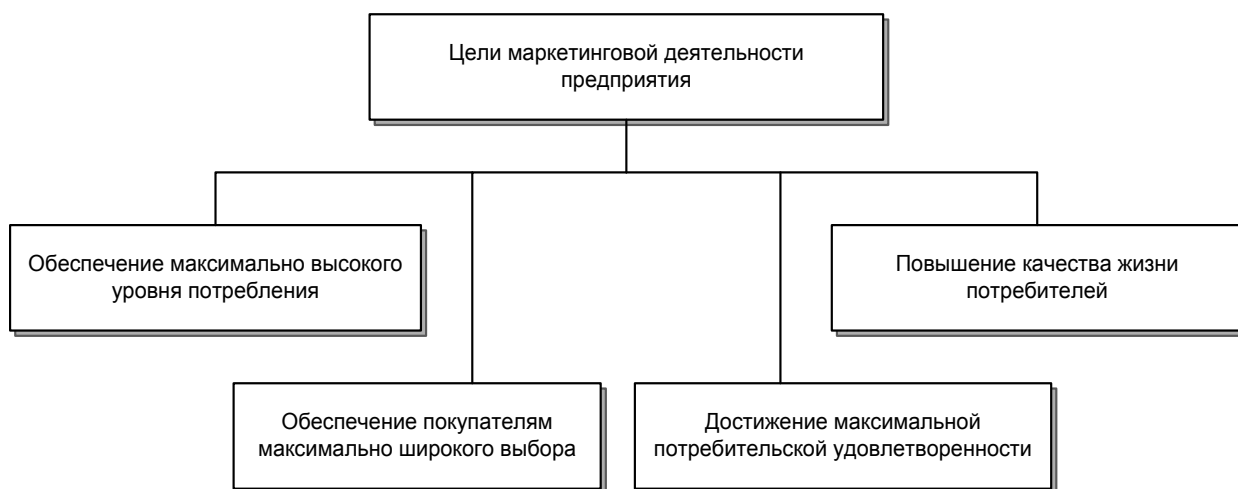 Цели маркетинговой деятельности
предприятия
Обеспечение максимально высокого
уровня потребления
Повышение качества жизни
потребителей
Обеспечение покупателям
максимально широкого выбора
Достижение максимальной
потребительской удовлетворенности